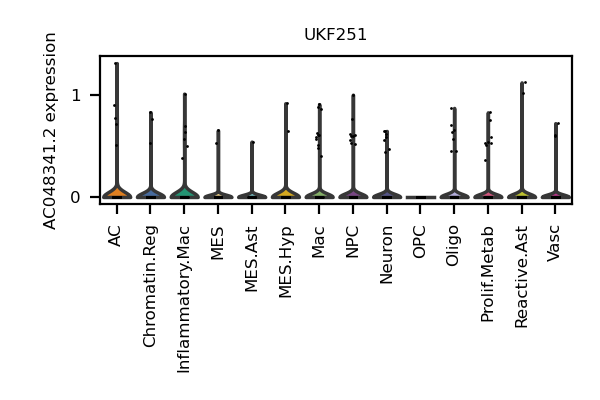 UKF251
AC048341.2 expression
1
0
AC
Chromatin.Reg
Inflammatory.Mac
MES
MES.Ast
MES.Hyp
Mac
NPC
Neuron
OPC
Oligo
Prolif.Metab
Reactive.Ast
Vasc